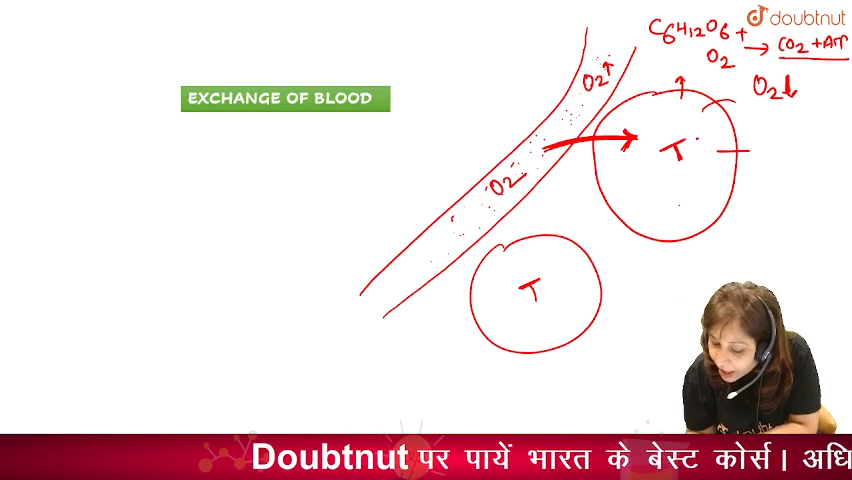 doubtnut
C6H12O6 +
O2 → CO2 + AT
EXCHANGE OF BLOOD
O2↑
O2↓
T
O2
T
Doubtnut पर पायें भारत के बेस्ट कोर्स। अधि